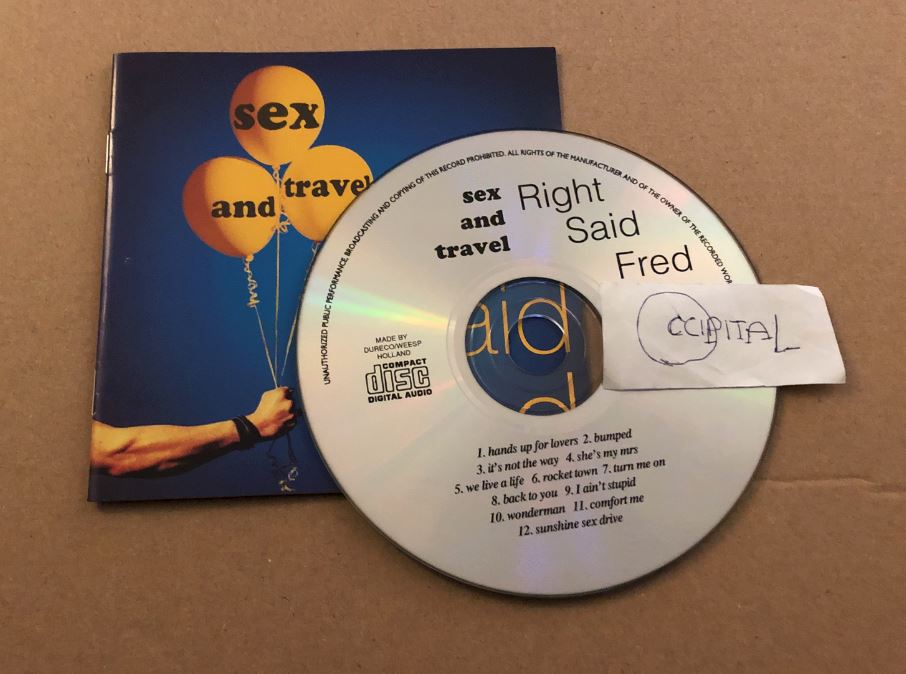 sex
and travel
UNAUTHORIZED PUBLIC PERFORMANCE, BROADCASTING AND COPYING OF THIS RECORD PROHIBITED. ALL RIGHTS OF THE MANUFACTURER AND OF THE OWNER OF THE RECORDED WOR
sex
and
travel
Right
Said
Fred
MADE BY
DURECO/WEESP
HOLLAND
COMPACT
disc
DIGITAL AUDIO
aid
d
OCCIPITAL
1. hands up for lovers 2. bumped
3. it's not the way 4. she's my mrs
5. we live a life 6. rocket town 7. turn me on
8. back to you 9. I ain't stupid
10. wonderman 11. comfort me
12. sunshine sex drive